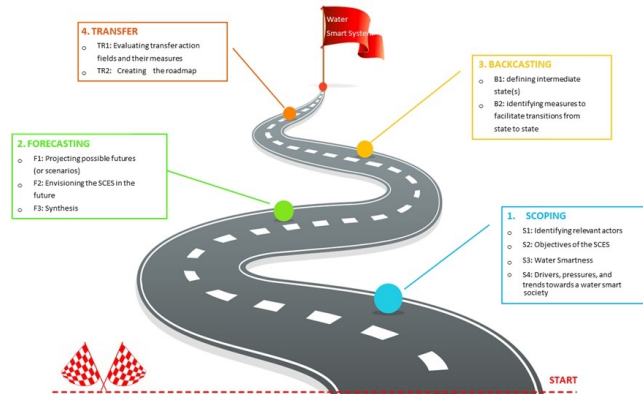 Water
Smart System
4. TRANSFER
o TR1: Evaluating transfer action
fields and their measures
o TR2: Creating the roadmap
3. BACKCASTING
o B1: defining intermediate
state(s)
o B2: identifying measures to
facilitate transitions from
state to state
2. FORECASTING
o F1: Projecting possible futures
(or scenarios)
o F2: Envisioning the SCES in the
future
o F3: Synthesis
1. SCOPING
o S1: Identifying relevant actors
o S2: Objectives of the SCES
o S3: Water Smartness
o S4: Drivers, pressures, and
trends towards a water smart
society
START